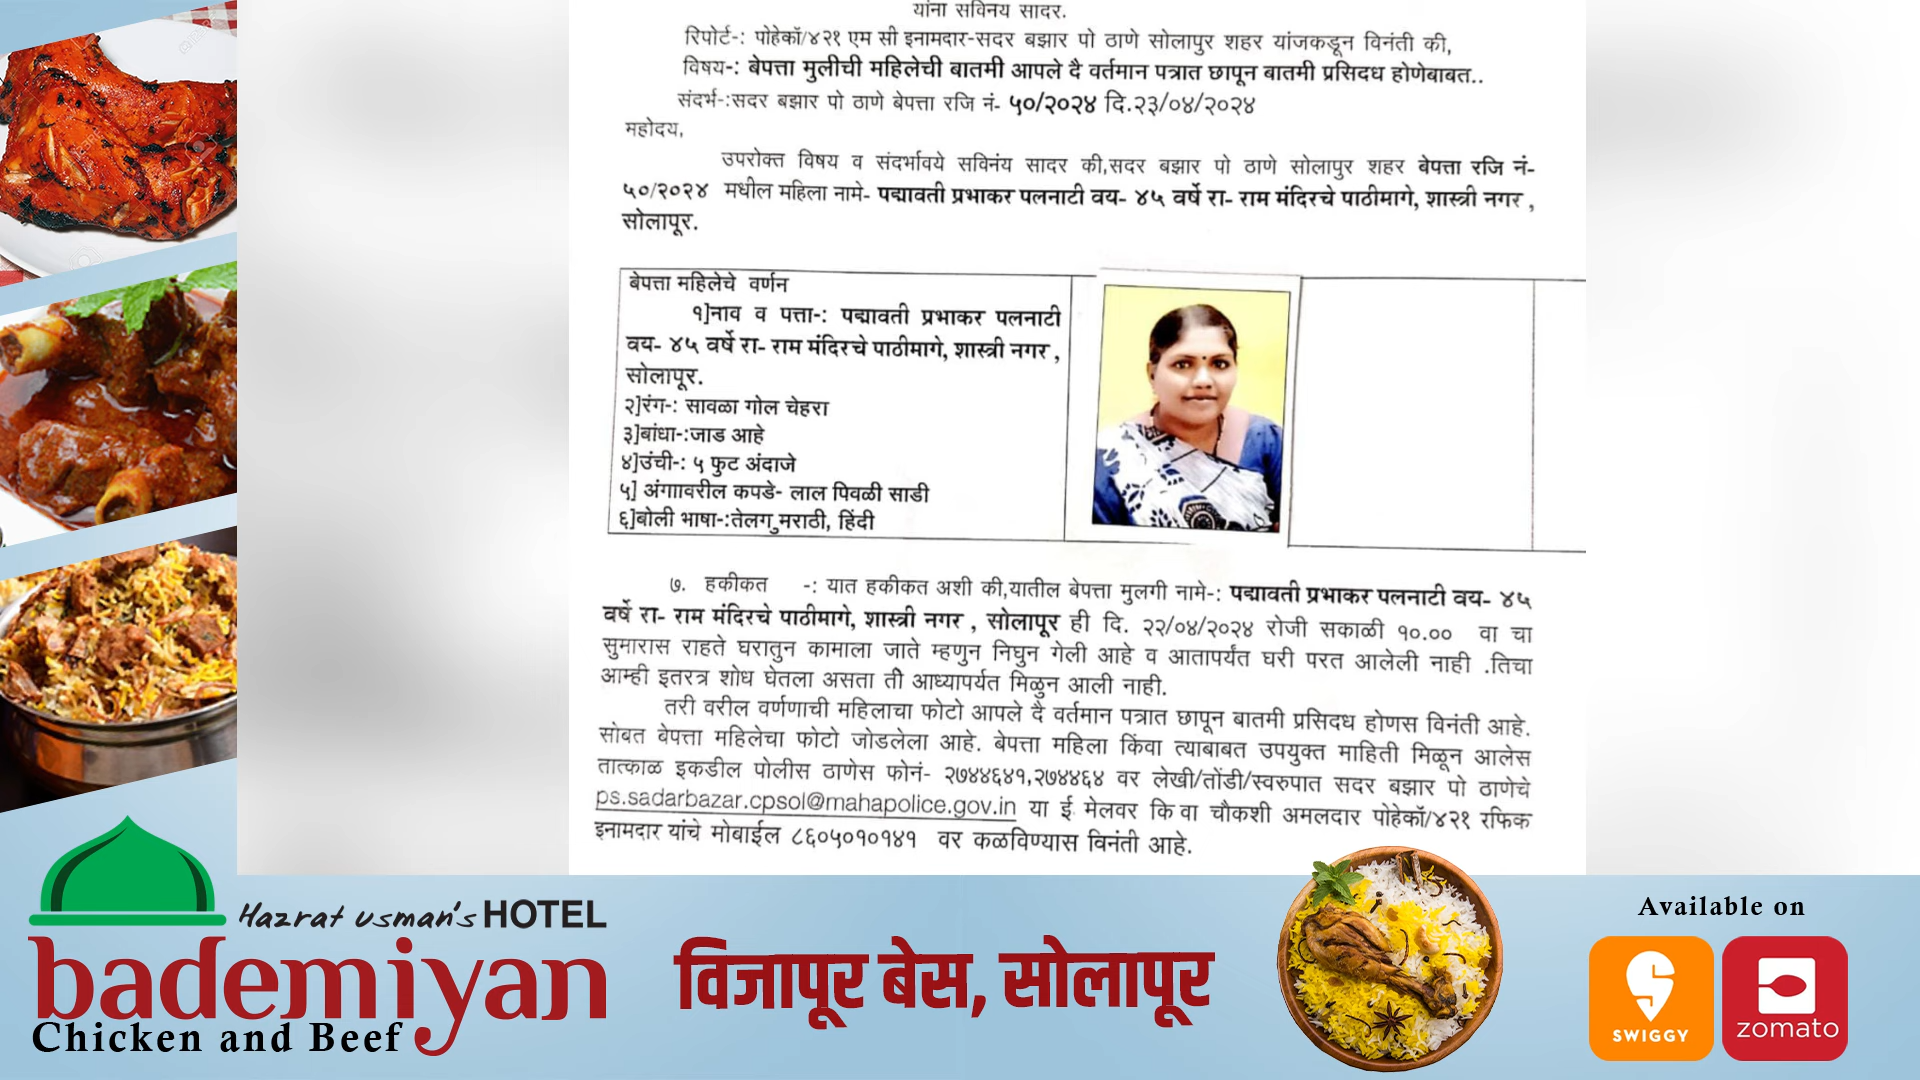 यांना सविनय सादर.
रिपोर्ट-: पोहेकॉ/४२१ एम सी इनामदार-सदर बझार पो ठाणे सोलापुर शहर यांजकडून विनंती की,
विषय-: बेपत्ता मुलीची महिलेची बातमी आपले दै वर्तमान पत्रात छापून बातमी प्रसिदध होणेबाबत..
संदर्भ-:सदर बझार पो ठाणे बेपत्ता रजि नं- ५०/२०२४ दि.२३/०४/२०२४
महोदय,
उपरोक्त विषय व संदर्भावये सविनंय सादर की,सदर बझार पो ठाणे सोलापुर शहर बेपत्ता रजि नं-
५०/२०२४ मधील महिला नामे- पद्मावती प्रभाकर पलनाटी वय- ४५ वर्षे रा- राम मंदिरचे पाठीमागे, शास्त्री नगर ,
सोलापूर.
बेपत्ता महिलेचे वर्णन
१]नाव व पत्ता-: पद्मावती प्रभाकर पलनाटी
वय- ४५ वर्षे रा- राम मंदिरचे पाठीमागे, शास्त्री नगर ,
सोलापूर.
२]रंग-: सावळा गोल चेहरा
३]बांधा-:जाड आहे
४]उंची-: ५ फुट अंदाजे
५] अंगाावरील कपडे- लाल पिवळी साडी
६]बोली भाषा-:तेलगु मराठी, हिंदी
७. हकीकत -: यात हकीकत अशी की,यातील बेपत्ता मुलगी नामे-: पद्मावती प्रभाकर पलनाटी वय- ४५
वर्षे रा- राम मंदिरचे पाठीमागे, शास्त्री नगर , सोलापूर ही दि. २२/०४/२०२४ रोजी सकाळी १०.०० वा चा
सुमारास राहते घरातुन कामाला जाते म्हणुन निघुन गेली आहे व आतापर्यंत घरी परत आलेली नाही .तिचा
आम्ही इतरत्र शोध घेतला असता ती आध्यापर्यत मिळुन आली नाही.
तरी वरील वर्णणाची महिलाचा फोटो आपले दै वर्तमान पत्रात छापून बातमी प्रसिदध होणस विनंती आहे.
सोबत बेपत्ता महिलेचा फोटो जोडलेला आहे. बेपत्ता महिला किंवा त्याबाबत उपयुक्त माहिती मिळून आलेस
तात्काळ इकडील पोलीस ठाणेस फोनं- २७४४६४१,२७४४६४ वर लेखी/तोंडी/स्वरुपात सदर बझार पो ठाणेचे
ps.sadarbazar.cpsol@mahapolice.gov.in या ई मेलवर कि वा चौकशी अमलदार पोहेकॉ/४२१ रफिक
इनामदार यांचे मोबाईल ८६०५०१०१४१ वर कळविण्यास विनंती आहे.
Hazrat Usman's HOTEL
bademiyan
Chicken and Beef
विजापूर बेस, सोलापूर
Available on
SWIGGY
zomato